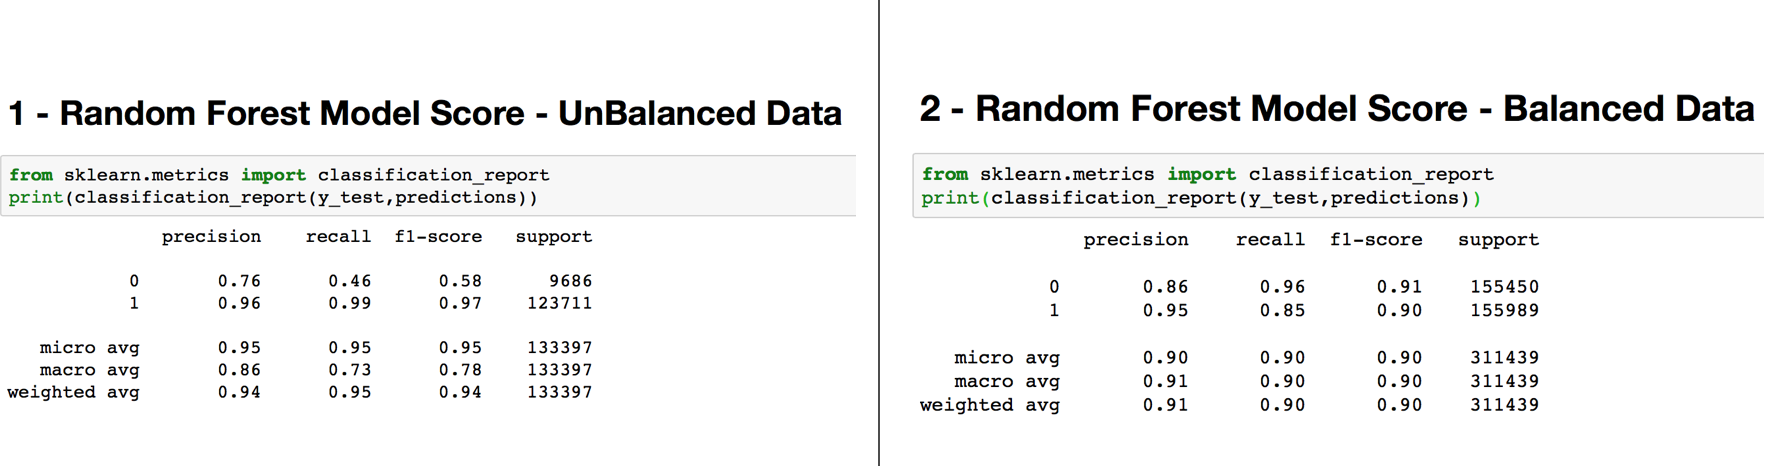 1 - Random Forest Model Score - UnBalanced Data
from sklearn.metrics import classification_report
print(classification_report(y_test,predictions))
precision recall f1-score support
0 0.76 0.46 0.58 9686
1 0.96 0.99 0.97 123711
micro avg 0.95 0.95 0.95 133397
macro avg 0.86 0.73 0.78 133397
weighted avg 0.94 0.95 0.94 133397
2 - Random Forest Model Score - Balanced Data
from sklearn.metrics import classification_report
print(classification_report(y_test,predictions))
precision recall f1-score support
0 0.86 0.96 0.91 155450
1 0.95 0.85 0.90 155989
micro avg 0.90 0.90 0.90 311439
macro avg 0.91 0.90 0.90 311439
weighted avg 0.91 0.90 0.90 311439